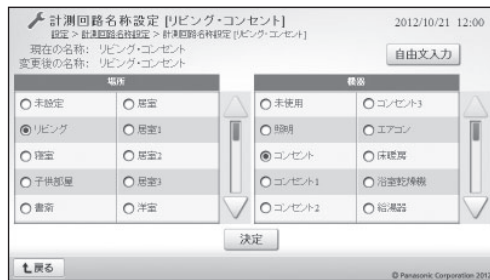 計測回路名称設定 [リビング・コンセント]
2012/10/21 12:00
設定 > 計測回路名称設定 > 計測回路名称設定 [リビング・コンセント]
現在の名称: リビング・コンセント
変更後の名称: リビング・コンセント
自由文入力
場所 機器
未設定 居室 未使用 コンセント3
リビング 居室1 照明 エアコン
寝室 居室2 コンセント 床暖房
子供部屋 居室3 コンセント1 浴室乾燥機
書斎 洋室 コンセント2 給湯器
決定
戻る
© Panasonic Corporation 2012